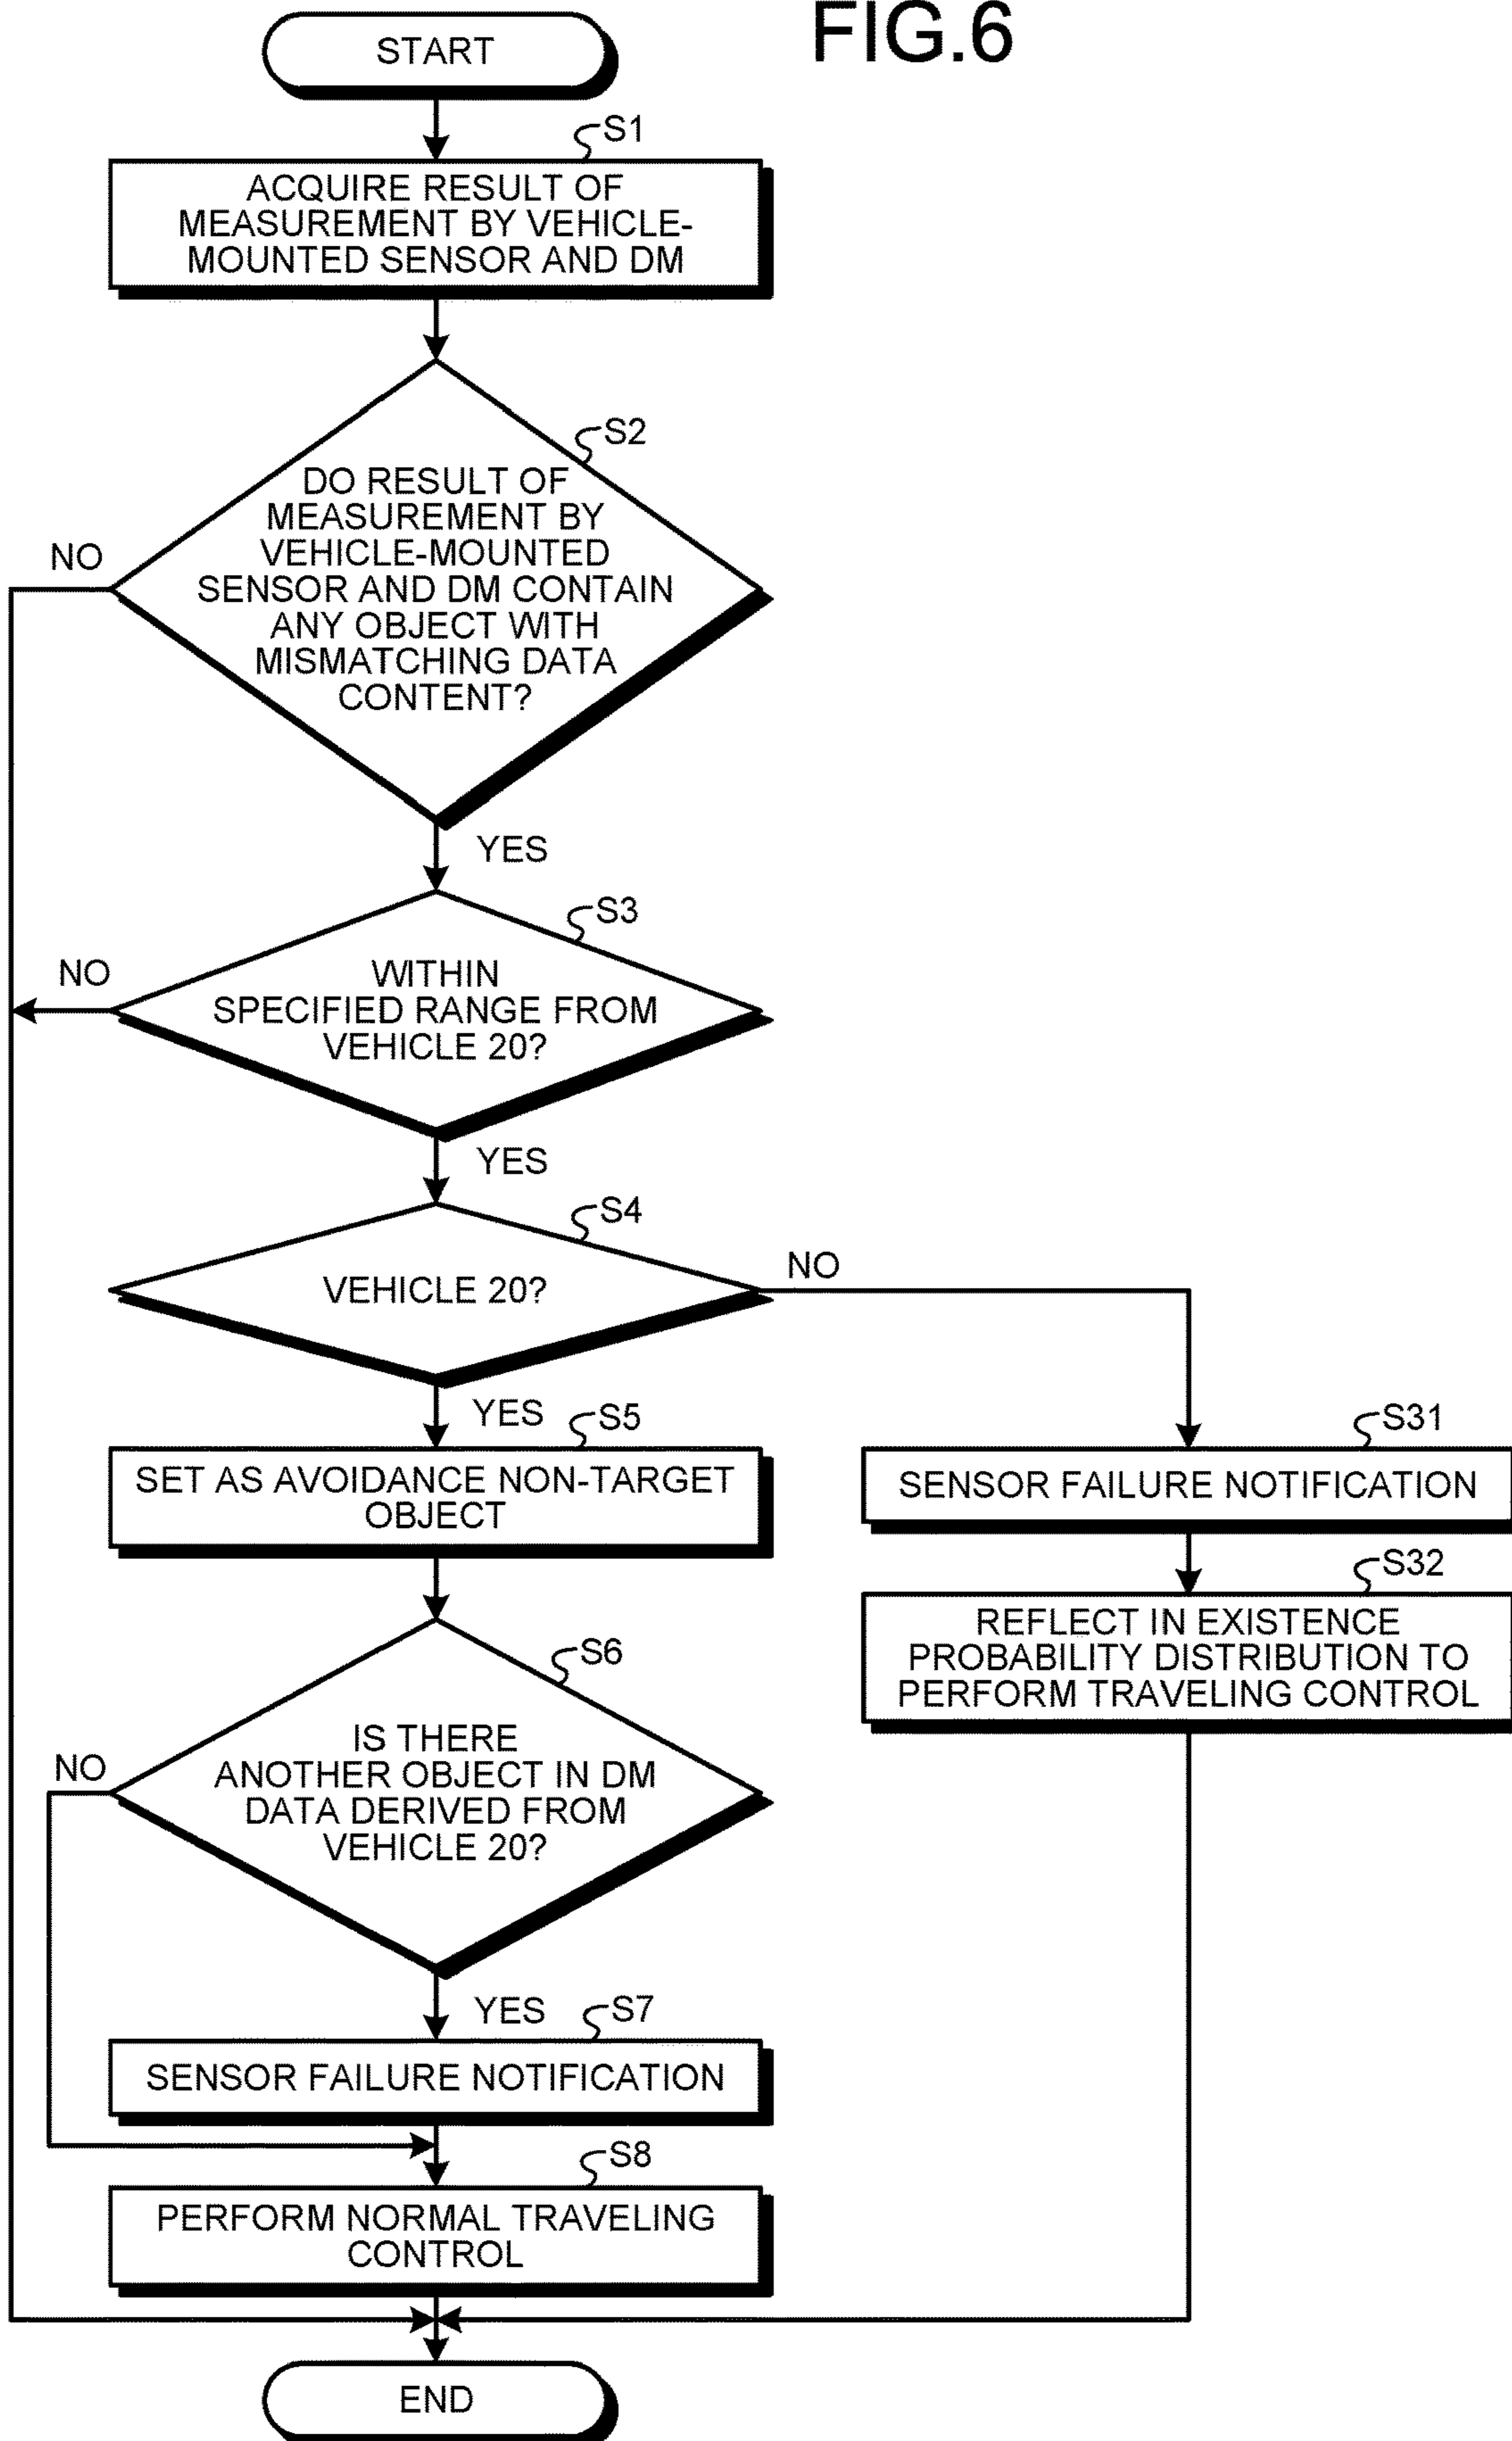 FIG.6
START
S1
ACQUIRE RESULT OF
MEASUREMENT BY VEHICLE-
MOUNTED SENSOR AND DM
S2
DO RESULT OF
MEASUREMENT BY
VEHICLE-MOUNTED
SENSOR AND DM CONTAIN
ANY OBJECT WITH
MISMATCHING DATA
CONTENT?
NO
YES
S3
WITHIN
SPECIFIED RANGE FROM
VEHICLE 20?
NO
YES
S4
VEHICLE 20?
NO
YES
S5
SET AS AVOIDANCE NON-TARGET
OBJECT
S31
SENSOR FAILURE NOTIFICATION
S32
REFLECT IN EXISTENCE
PROBABILITY DISTRIBUTION TO
PERFORM TRAVELING CONTROL
S6
IS THERE
ANOTHER OBJECT IN DM
DATA DERIVED FROM
VEHICLE 20?
NO
YES
S7
SENSOR FAILURE NOTIFICATION
S8
PERFORM NORMAL TRAVELING
CONTROL
END